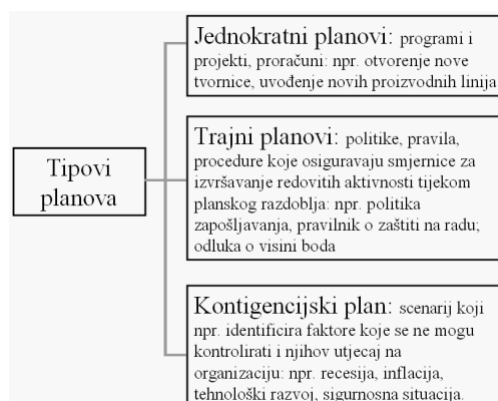 Tipovi
planova
Jednokratni planovi: programi i
projekti, proračuni: npr. otvorenje nove
tvornice, uvođenje novih proizvodnih linija
Trajni planovi: politike, pravila,
procedure koje osiguravaju smjernice za
izvršavanje redovitih aktivnosti tijekom
planskog razdoblja: npr. politika
zapošljavanja, pravilnik o zaštiti na radu;
odluka o visini boda
Kontigencijski plan: scenarij koji
npr. identificira faktore koje se ne mogu
kontrolirati i njihov utjecaj na
organizaciju: npr. recesija, inflacija,
tehnološki razvoj, sigurnosna situacija.